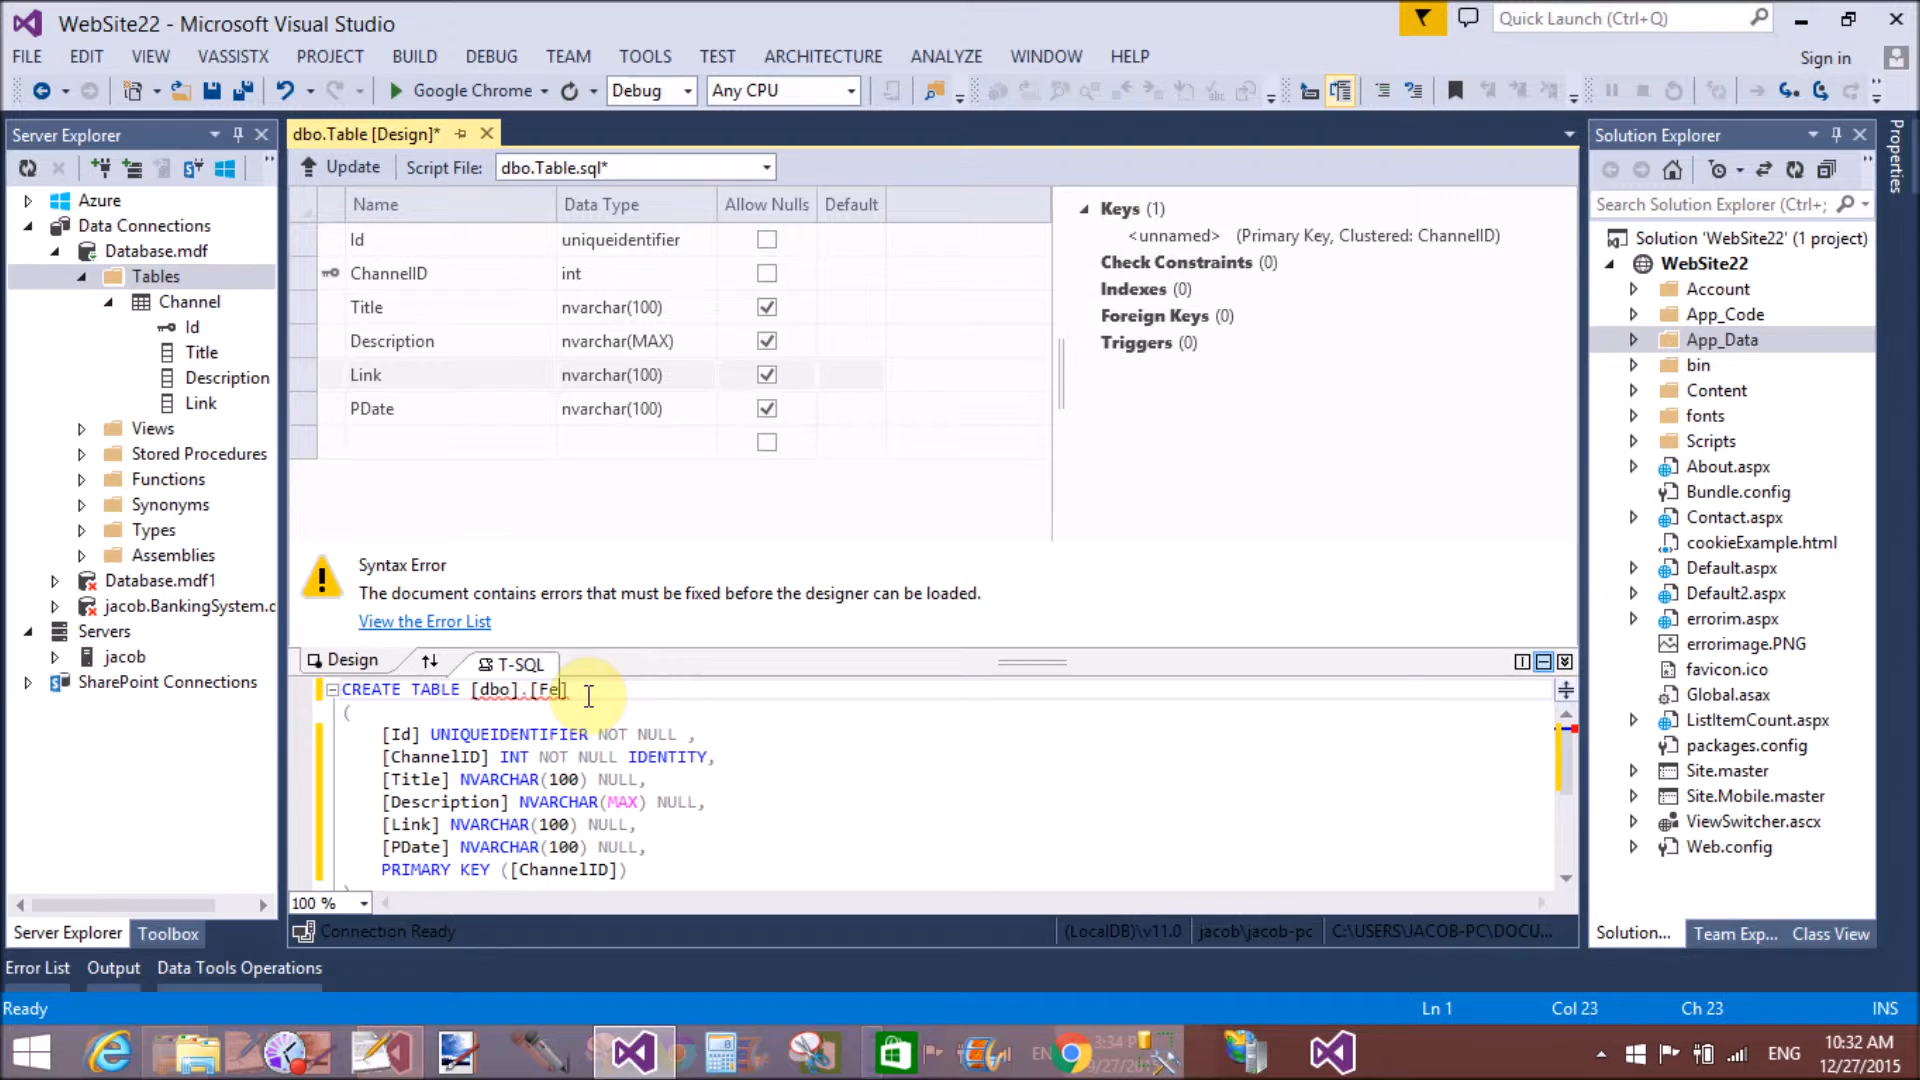 WebSite22 - Microsoft Visual Studio
Quick Launch (Ctrl+Q)
FILE EDIT VIEW VASSISTX PROJECT BUILD DEBUG TEAM TOOLS TEST ARCHITECTURE ANALYZE WINDOW HELP
Sign in
Google Chrome Debug Any CPU
Server Explorer
Azure
Data Connections
Database.mdf
Tables
Channel
Id
Title
Description
Link
Views
Stored Procedures
Functions
Synonyms
Types
Assemblies
Database.mdf1
jacob.BankingSystem.c
Servers
jacob
SharePoint Connections
Server Explorer Toolbox
dbo.Table [Design]*
Update Script File: dbo.Table.sql*
Name Data Type Allow Nulls Default
Id uniqueidentifier
ChannelID int
Title nvarchar(100)
Description nvarchar(MAX)
Link nvarchar(100)
PDate nvarchar(100)
Keys (1)
<unnamed> (Primary Key, Clustered: ChannelID)
Check Constraints (0)
Indexes (0)
Foreign Keys (0)
Triggers (0)
Syntax Error
The document contains errors that must be fixed before the designer can be loaded.
View the Error List
Design T-SQL
CREATE TABLE [dbo].[Fe]
(
[Id] UNIQUEIDENTIFIER NOT NULL ,
[ChannelID] INT NOT NULL IDENTITY,
[Title] NVARCHAR(100) NULL,
[Description] NVARCHAR(MAX) NULL,
[Link] NVARCHAR(100) NULL,
[PDate] NVARCHAR(100) NULL,
PRIMARY KEY ([ChannelID])
100 %
Connection Ready (LocalDB)\v11.0 jacob\jacob-pc C:\USERS\JACOB-PC\DOCU...
Solution Explorer
Search Solution Explorer (Ctrl+;
Solution 'WebSite22' (1 project)
WebSite22
Account
App_Code
App_Data
bin
Content
fonts
Scripts
About.aspx
Bundle.config
Contact.aspx
cookieExample.html
Default.aspx
Default2.aspx
errorim.aspx
errorimage.PNG
favicon.ico
Global.asax
ListItemCount.aspx
packages.config
Site.master
Site.Mobile.master
ViewSwitcher.ascx
Web.config
Solution... Team Exp... Class View
Properties
Error List Output Data Tools Operations
Ready Ln 1 Col 23 Ch 23 INS
EN 3:34 PM
ENG 10:32 AM
12/27/2015